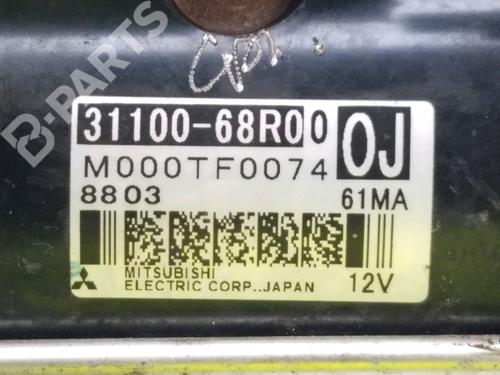 B-PARTS
31100-68R00
0J
M000TF0074
8803
61MA
MITSUBISHI
ELECTRIC CORP.,JAPAN
12V